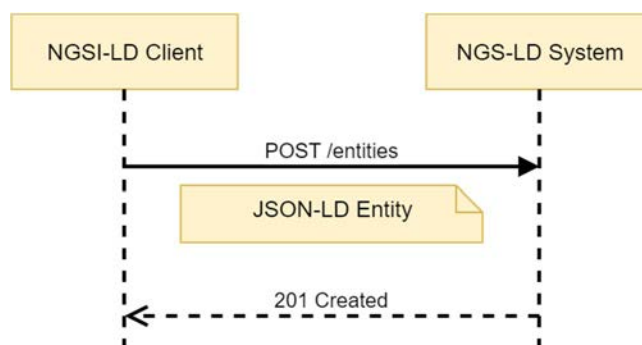 NGSI-LD Client
NGS-LD System
POST /entities
JSON-LD Entity
201 Created